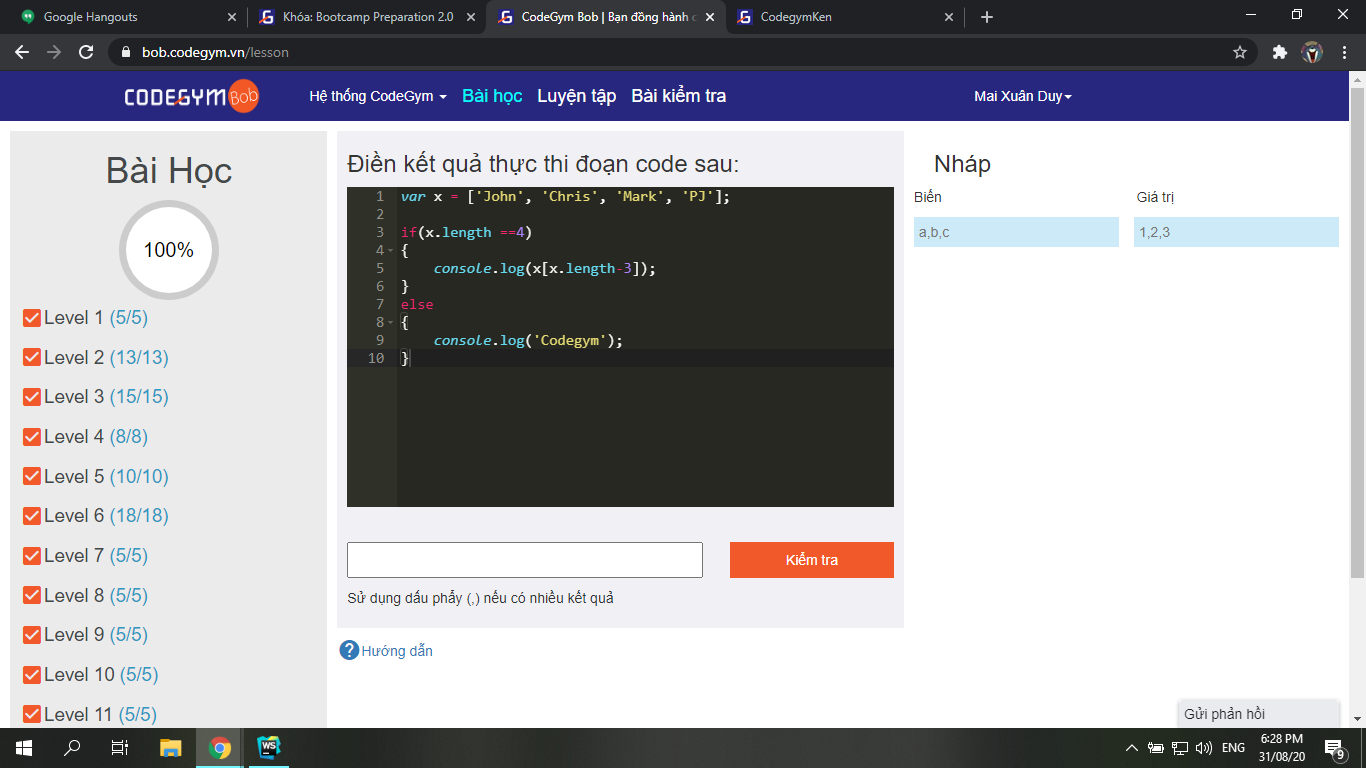 Google Hangouts
Khóa: Bootcamp Preparation 2.0
CodeGym Bob | Bạn đồng hành
CodegymKen
bob.codegym.vn/lesson
CODEGYM Bob
Hệ thống CodeGym
Bài học
Luyện tập
Bài kiểm tra
Mai Xuân Duy
Bài Học
100%
Level 1 (5/5)
Level 2 (13/13)
Level 3 (15/15)
Level 4 (8/8)
Level 5 (10/10)
Level 6 (18/18)
Level 7 (5/5)
Level 8 (5/5)
Level 9 (5/5)
Level 10 (5/5)
Level 11 (5/5)
Điền kết quả thực thi đoạn code sau:
1 var x = ['John', 'Chris', 'Mark', 'PJ'];
2
3 if(x.length ==4)
4 {
5 console.log(x[x.length-3]);
6 }
7 else
8 {
9 console.log('Codegym');
10 }
Kiểm tra
Sử dụng dấu phẩy (,) nếu có nhiều kết quả
Hướng dẫn
Nháp
Biến
Giá trị
a,b,c
1,2,3
Gửi phản hồi
WS
ENG
6:28 PM
31/08/20
9